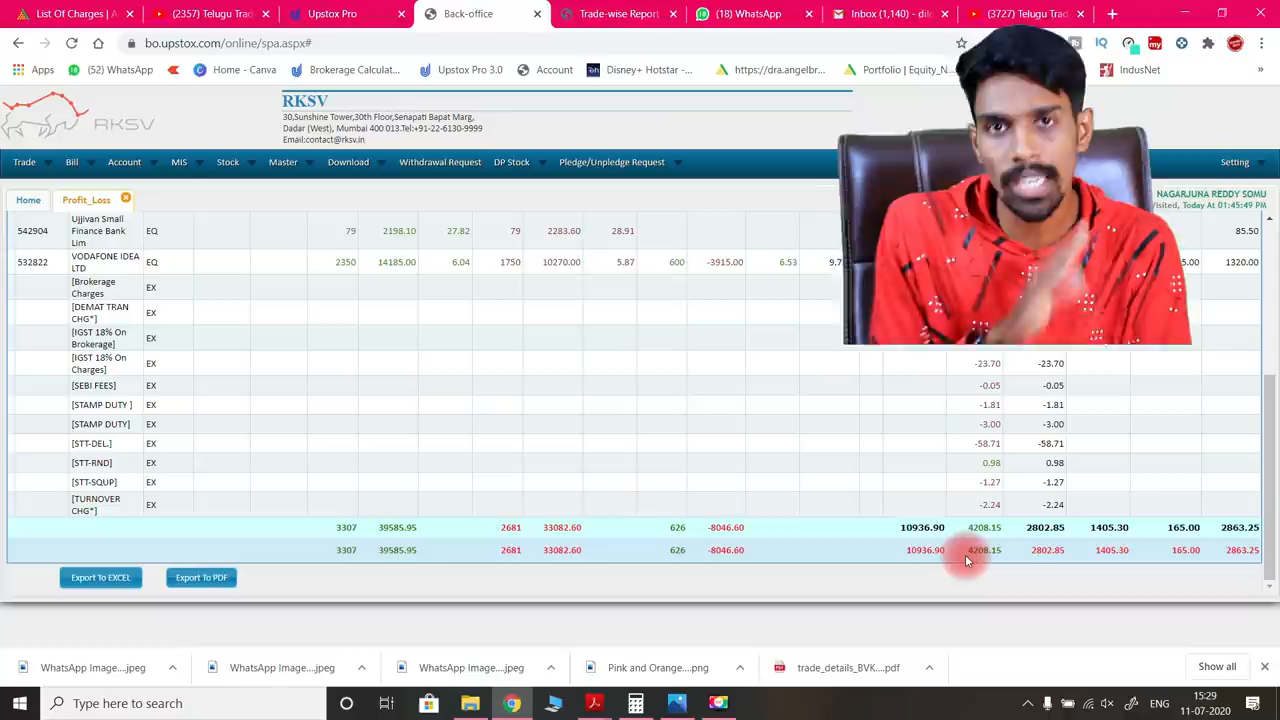 List Of Charges | A
(2357) Telugu Trad
Upstox Pro
Back-office
Trade-wise Report
(18) WhatsApp
Inbox (1,140) - dil
(3727) Telugu Trad
bo.upstox.com/online/spa.aspx#
Apps
(52) WhatsApp
Home - Canva
Brokerage Calculat...
Upstox Pro 3.0
Account
Disney+ Hotstar -...
https://dra.angelbr...
Portfolio | Equity_N...
IndusNet
RKSV
RKSV
30,Sunshine Tower,30th Floor,Senapati Bapat Marg,
Dadar (West), Mumbai 400 013.Tel:+91-22-6130-9999
Email:contact@rksv.in
Trade Bill Account MIS Stock Master Download Withdrawal Request DP Stock Pledge/Unpledge Request Setting
Home Profit_Loss
NAGARJUNA REDDY SOMU
Visited, Today At 01:45:49 PM
542904 Ujjivan Small Finance Bank Lim EQ 79 2198.10 27.82 79 2283.60 28.91 85.50
532822 VODAFONE IDEA LTD EQ 2350 14185.00 6.04 1750 10270.00 5.87 600 -3915.00 6.53 1320.00
[Brokerage Charges EX
[DEMAT TRAN CHG*] EX
[IGST 18% On Brokerage] EX
[IGST 18% On Charges] EX -23.70 -23.70
[SEBI FEES] EX -0.05 -0.05
[STAMP DUTY ] EX -1.81 -1.81
[STAMP DUTY] EX -3.00 -3.00
[STT-DEL.] EX -58.71 -58.71
[STT-RND] EX 0.98 0.98
[STT-SQUP] EX -1.27 -1.27
[TURNOVER CHG*] EX -2.24 -2.24
3307 39585.95 2681 33082.60 626 -8046.60 10936.90 4208.15 2802.85 1405.30 165.00 2863.25
3307 39585.95 2681 33082.60 626 -8046.60 10936.90 4208.15 2802.85 1405.30 165.00 2863.25
Export To EXCEL Export To PDF
WhatsApp Image....jpeg
WhatsApp Image....jpeg
WhatsApp Image....jpeg
Pink and Orange....png
trade_details_BVK....pdf
Show all
Type here to search
ENG
15:29
11-07-2020